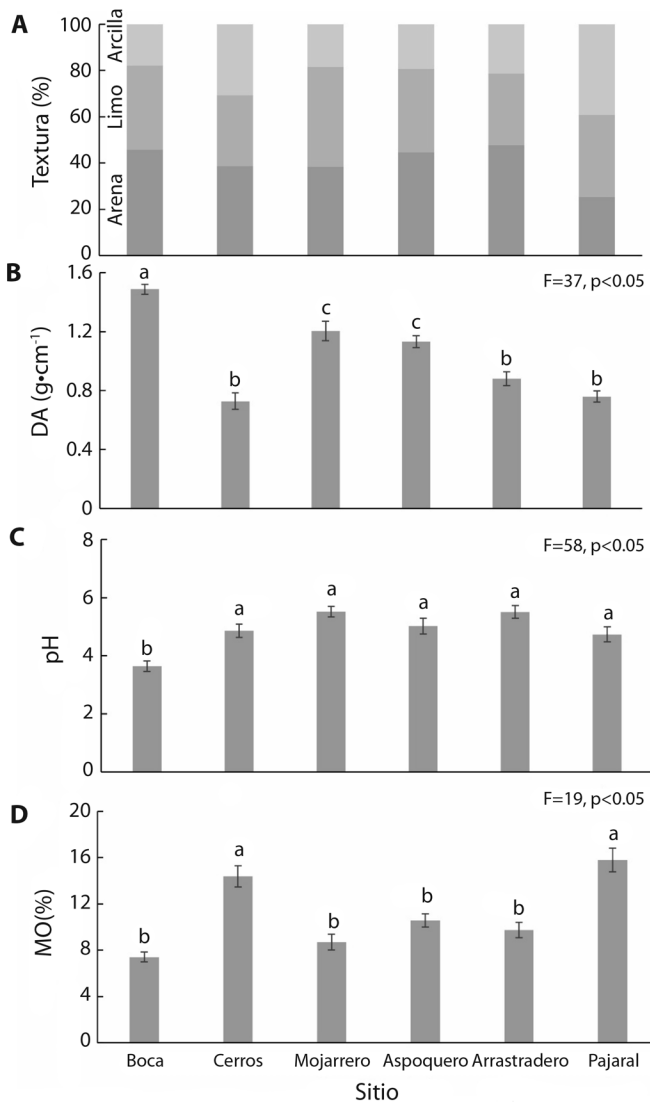 A
Textura (%)
Arena Limo Arcilla
100
80
60
40
20
0
B
F=37, p<0.05
DA (g•cm⁻¹)
1.6
1.2
0.8
0.4
0
a b c c b b
C
F=58, p<0.05
pH
8
6
4
2
0
b a a a a a
D
F=19, p<0.05
MO(%)
20
16
12
8
4
0
b a b b b a
Boca Cerros Mojarrero Aspoquero Arrastradero Pajaral
Sitio